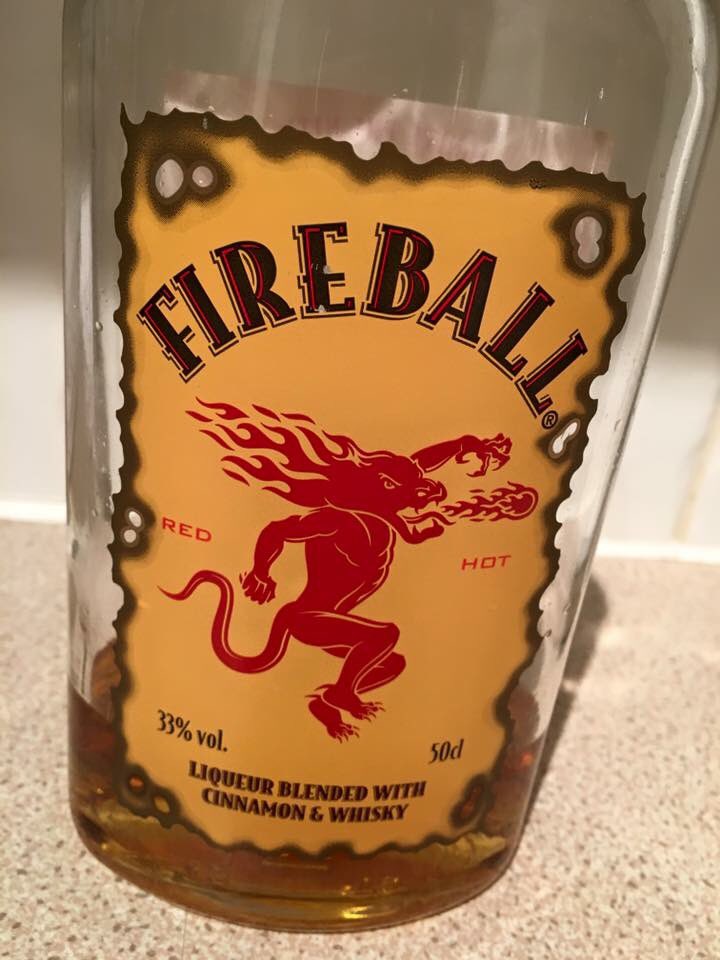 FIREBALL®
RED
HOT
33% vol.
50cl
LIQUEUR BLENDED WITH
CINNAMON & WHISKY